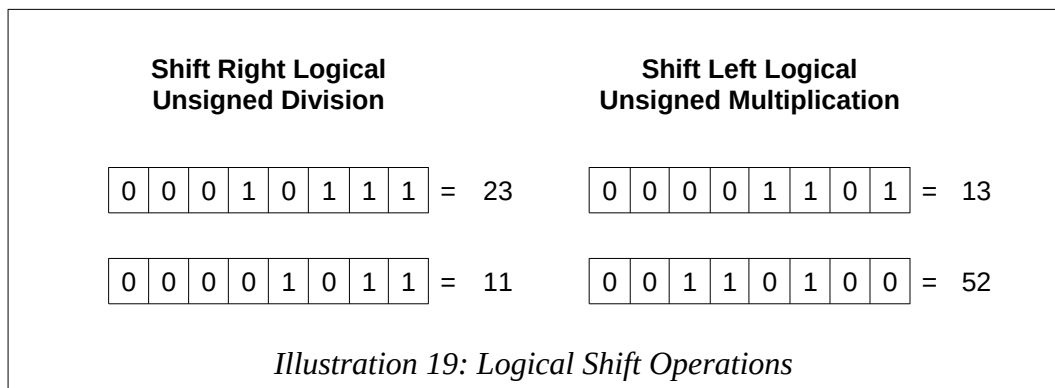 Shift Right Logical
Unsigned Division
Shift Left Logical
Unsigned Multiplication
0 0 0 1 0 1 1 1 = 23
0 0 0 0 1 1 0 1 = 13
0 0 0 0 1 0 1 1 = 11
0 0 1 1 0 1 0 0 = 52
Illustration 19: Logical Shift Operations